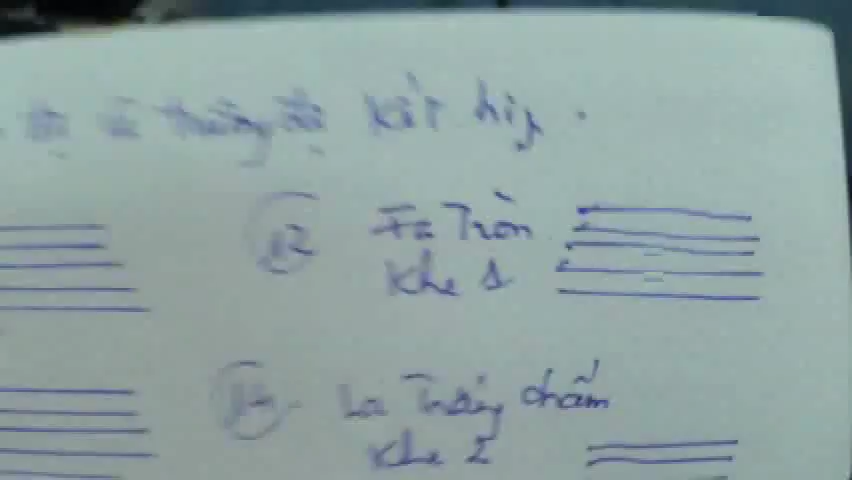 kết hợp.
12 Fa Tròn
Khe 1
La Trắng chấm
Khe 2